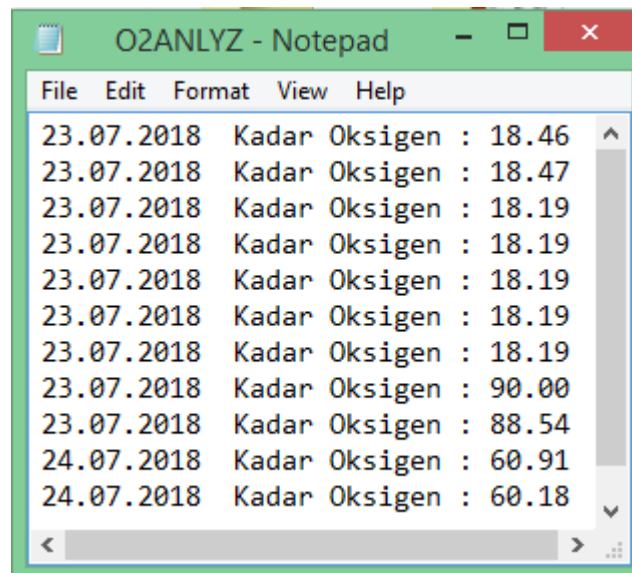 O2ANLYZ - Notepad
File Edit Format View Help
23.07.2018  Kadar Oksigen : 18.46
23.07.2018  Kadar Oksigen : 18.47
23.07.2018  Kadar Oksigen : 18.19
23.07.2018  Kadar Oksigen : 18.19
23.07.2018  Kadar Oksigen : 18.19
23.07.2018  Kadar Oksigen : 18.19
23.07.2018  Kadar Oksigen : 18.19
23.07.2018  Kadar Oksigen : 90.00
23.07.2018  Kadar Oksigen : 88.54
24.07.2018  Kadar Oksigen : 60.91
24.07.2018  Kadar Oksigen : 60.18